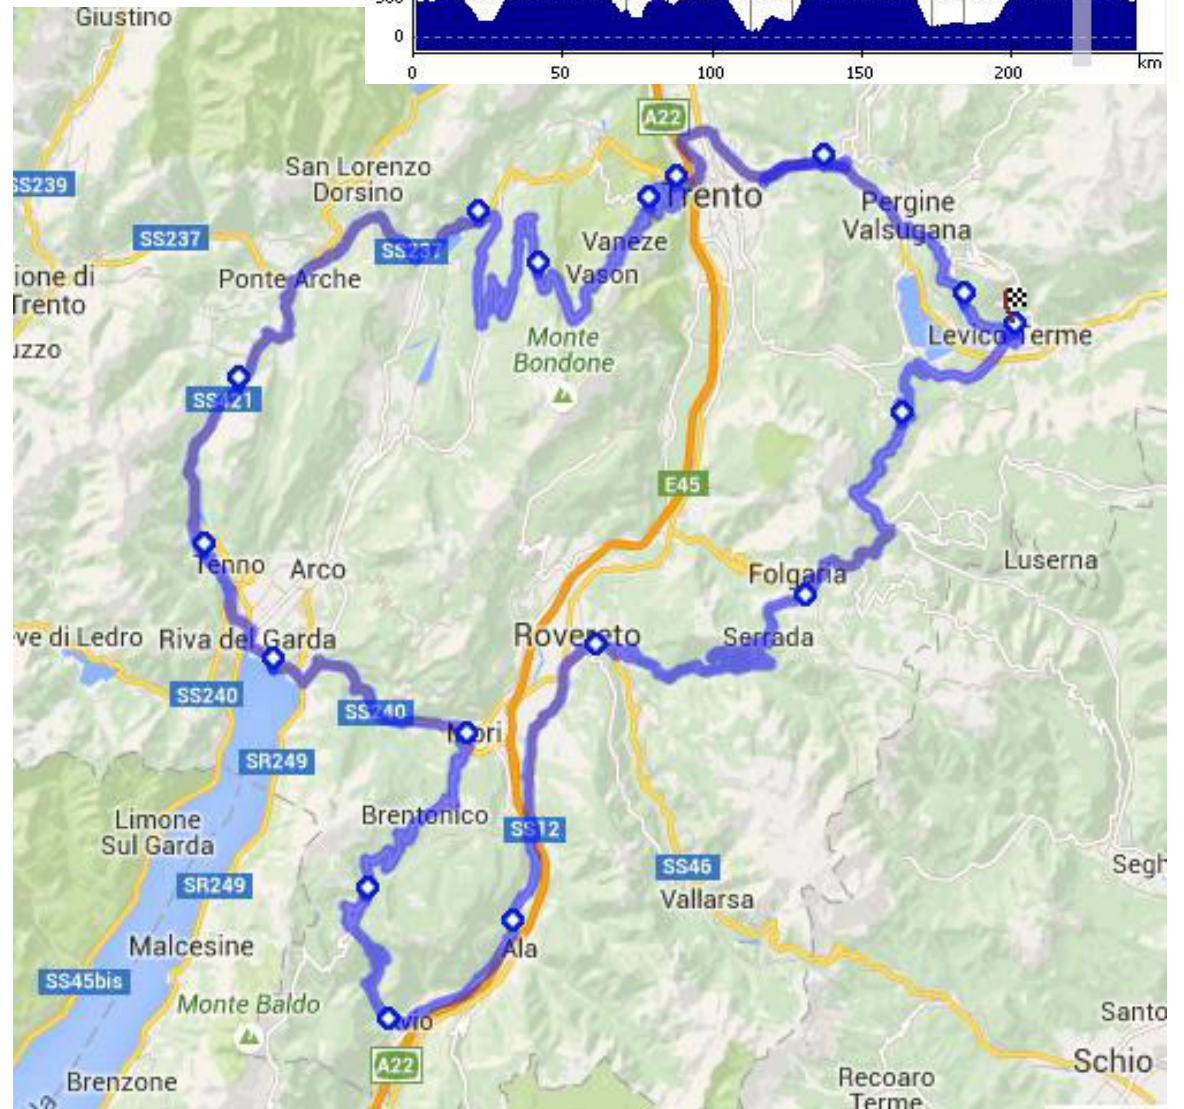 Giustino
500
0
0 50 100 150 200 km
A22
San Lorenzo
Dorsino
SS239
Trento
Pergine
Valsugana
SS237
SS237
Vaneze
Vason
ione di
Trento
Ponte Arche
Levico Terme
Monte
Bondone
uzzo
SS421
E45
Luserna
Tenno
Arco
Folgaria
ve di Ledro
Riva del Garda
Rovereto
Serrada
SS240
SS240
Mori
SR249
Brentonico
Limone
Sul Garda
SS12
SS46
Segh
SR249
Vallarsa
Malcesine
Ala
SS45bis
Monte Baldo
Avio
Santo
A22
Schio
Brenzone
Recoaro
Terme
la